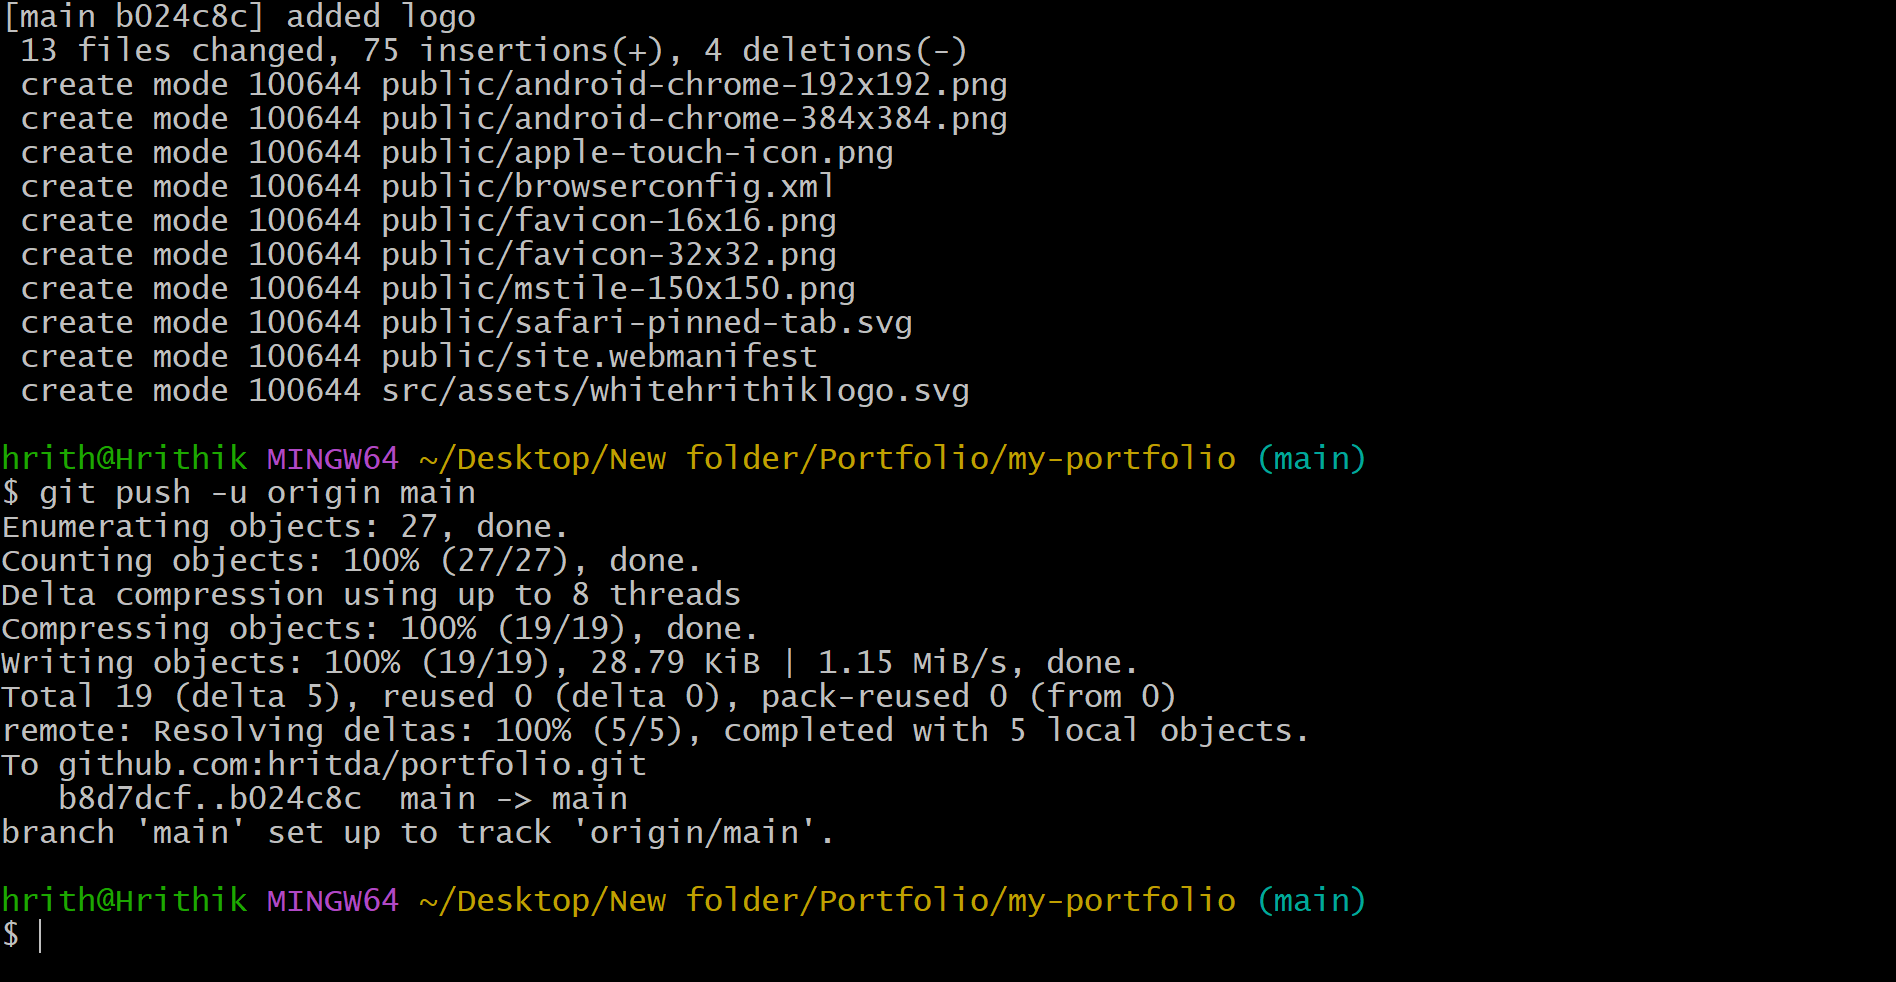 [main b024c8c] added logo
 13 files changed, 75 insertions(+), 4 deletions(-)
 create mode 100644 public/android-chrome-192x192.png
 create mode 100644 public/android-chrome-384x384.png
 create mode 100644 public/apple-touch-icon.png
 create mode 100644 public/browserconfig.xml
 create mode 100644 public/favicon-16x16.png
 create mode 100644 public/favicon-32x32.png
 create mode 100644 public/mstile-150x150.png
 create mode 100644 public/safari-pinned-tab.svg
 create mode 100644 public/site.webmanifest
 create mode 100644 src/assets/whitehrithiklogo.svg

hrith@Hrithik MINGW64 ~/Desktop/New folder/Portfolio/my-portfolio (main)
$ git push -u origin main
Enumerating objects: 27, done.
Counting objects: 100% (27/27), done.
Delta compression using up to 8 threads
Compressing objects: 100% (19/19), done.
Writing objects: 100% (19/19), 28.79 KiB | 1.15 MiB/s, done.
Total 19 (delta 5), reused 0 (delta 0), pack-reused 0 (from 0)
remote: Resolving deltas: 100% (5/5), completed with 5 local objects.
To github.com:hritda/portfolio.git
   b8d7dcf..b024c8c  main -> main
branch 'main' set up to track 'origin/main'.

hrith@Hrithik MINGW64 ~/Desktop/New folder/Portfolio/my-portfolio (main)
$